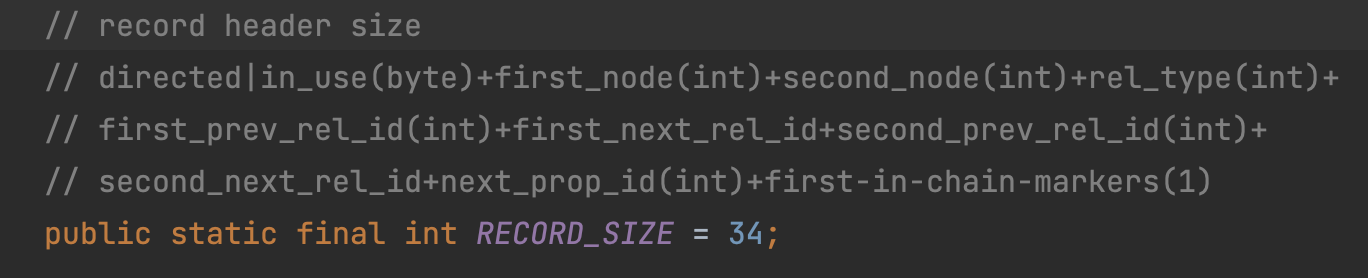 // record header size
// directed|in_use(byte)+first_node(int)+second_node(int)+rel_type(int)+
// first_prev_rel_id(int)+first_next_rel_id+second_prev_rel_id(int)+
// second_next_rel_id+next_prop_id(int)+first-in-chain-markers(1)
public static final int RECORD_SIZE = 34;